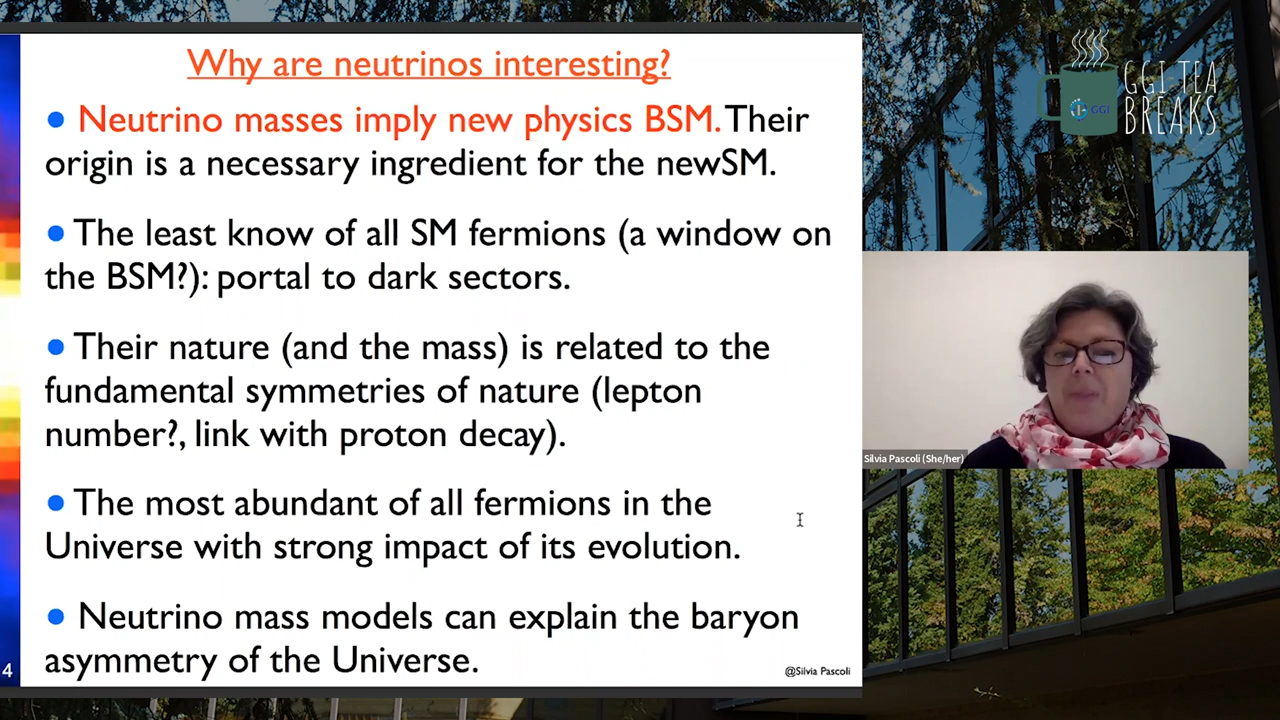 Why are neutrinos interesting?
• Neutrino masses imply new physics BSM. Their
origin is a necessary ingredient for the newSM.
• The least know of all SM fermions (a window on
the BSM?): portal to dark sectors.
• Their nature (and the mass) is related to the
fundamental symmetries of nature (lepton
number?, link with proton decay).
• The most abundant of all fermions in the
Universe with strong impact of its evolution.
• Neutrino mass models can explain the baryon
asymmetry of the Universe.
4
@Silvia Pascoli
GGI
GGI TEA
BREAKS
Silvia Pascoli (She/her)